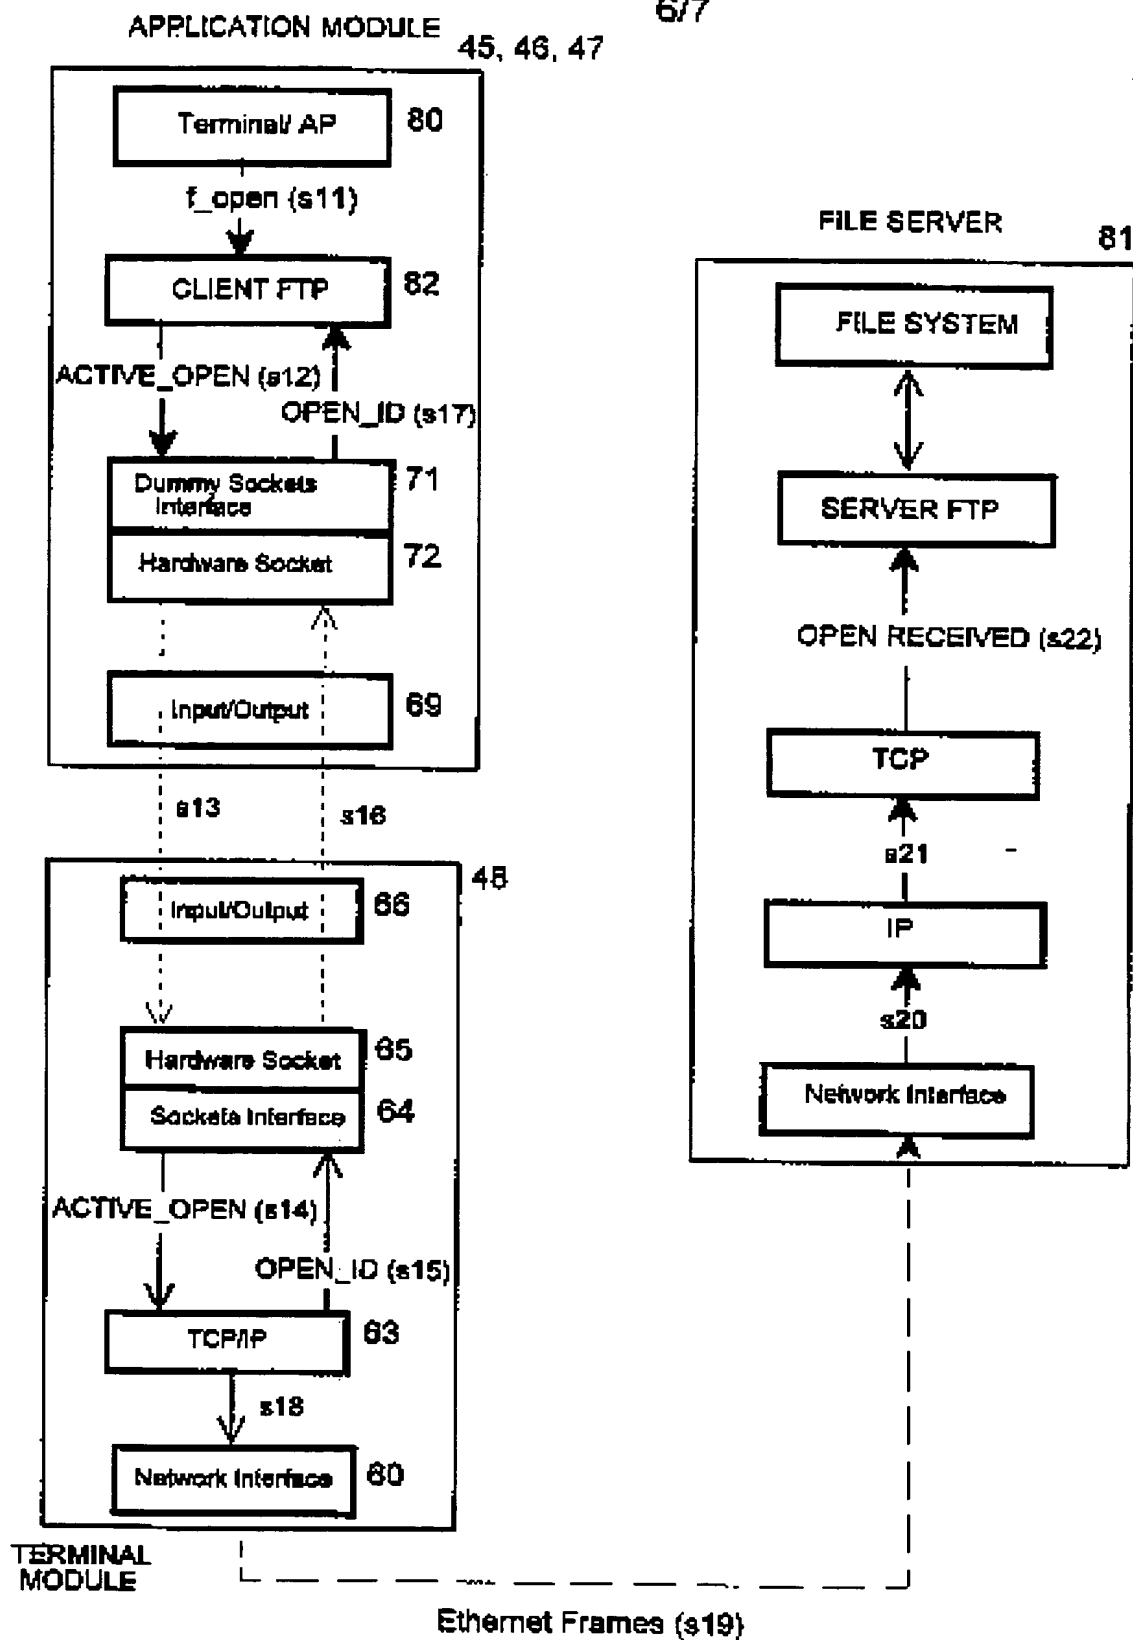 6/7
APPLICATION MODULE
45, 46, 47
Terminal/ AP
80
f_open (s11)
CLIENT FTP
82
ACTIVE_OPEN (s12)
OPEN_ID (s17)
Dummy Sockets
Interface
71
Hardware Socket
72
Input/Output
69
s13
s16
48
Input/Output
66
Hardware Socket
65
Sockets Interface
64
ACTIVE_OPEN (s14)
OPEN_ID (s15)
TCP/IP
63
s18
Network Interface
60
TERMINAL
MODULE
Ethernet Frames (s19)
FILE SERVER
81
FILE SYSTEM
SERVER FTP
OPEN RECEIVED (s22)
TCP
s21
IP
s20
Network Interface